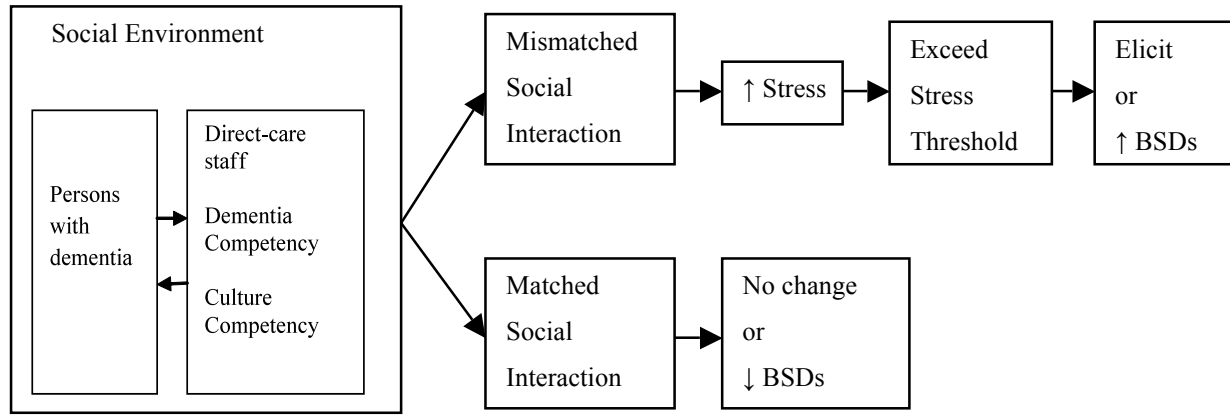 Social Environment
Persons
with
dementia
Direct-care
staff
Dementia
Competency
Culture
Competency
Mismatched
Social
Interaction
↑ Stress
Exceed
Stress
Threshold
Elicit
or
↑ BSDs
Matched
Social
Interaction
No change
or
↓ BSDs